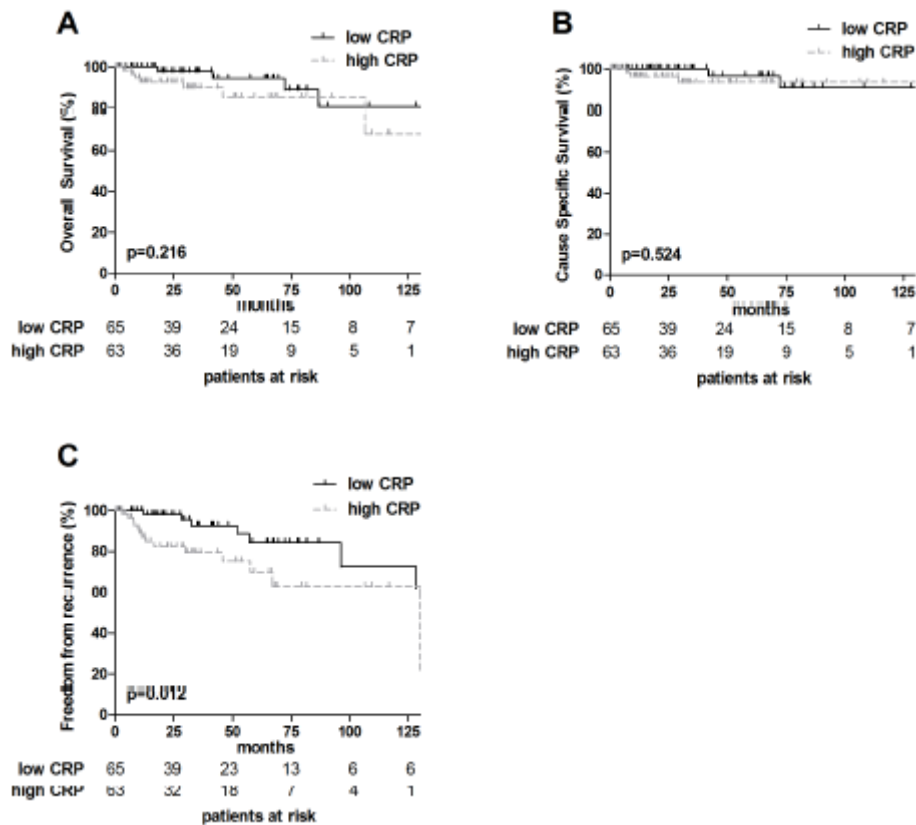 A
low CRP
high CRP
Overall Survival (%)
100
80
60
40
20
0
p=0.216
0 25 50 75 100 125
months
low CRP 65 39 24 15 8 7
high CRP 63 36 19 9 5 1
patients at risk
B
low CRP
high CRP
Cause Specific Survival (%)
100
80
60
40
20
0
p=0.524
0 25 50 75 100 125
months
low CRP 65 39 24 15 8 7
high CRP 63 36 19 9 5 1
patients at risk
C
low CRP
high CRP
Freedom from recurrence (%)
100
80
60
40
20
0
p=0.012
0 25 50 75 100 125
months
low CRP 65 39 23 13 6 6
high CRP 63 32 18 7 4 1
patients at risk